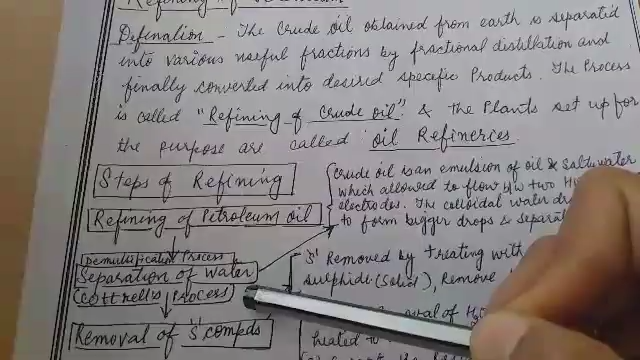 Refining of
Defination - The Crude oil obtained from earth is separated
into various useful fractions by fractional distillation and
finally converted into desired specific Products. The Process
is called "Refining of Crude oil" & the Plants set up for
the purpose are called oil Refineries.
Steps of Refining
Refining of Petroleum oil
Crude oil is an emulsion of oil & Salty water
which allowed to flow b/w two
electrodes. The colloidal water
to form bigger drops &
Demulsification Process
Separation of Water
Cottrell's Process
"S" Removed by treating with
sulphide (Solid), Remove
Removal of "S" compds
heated to